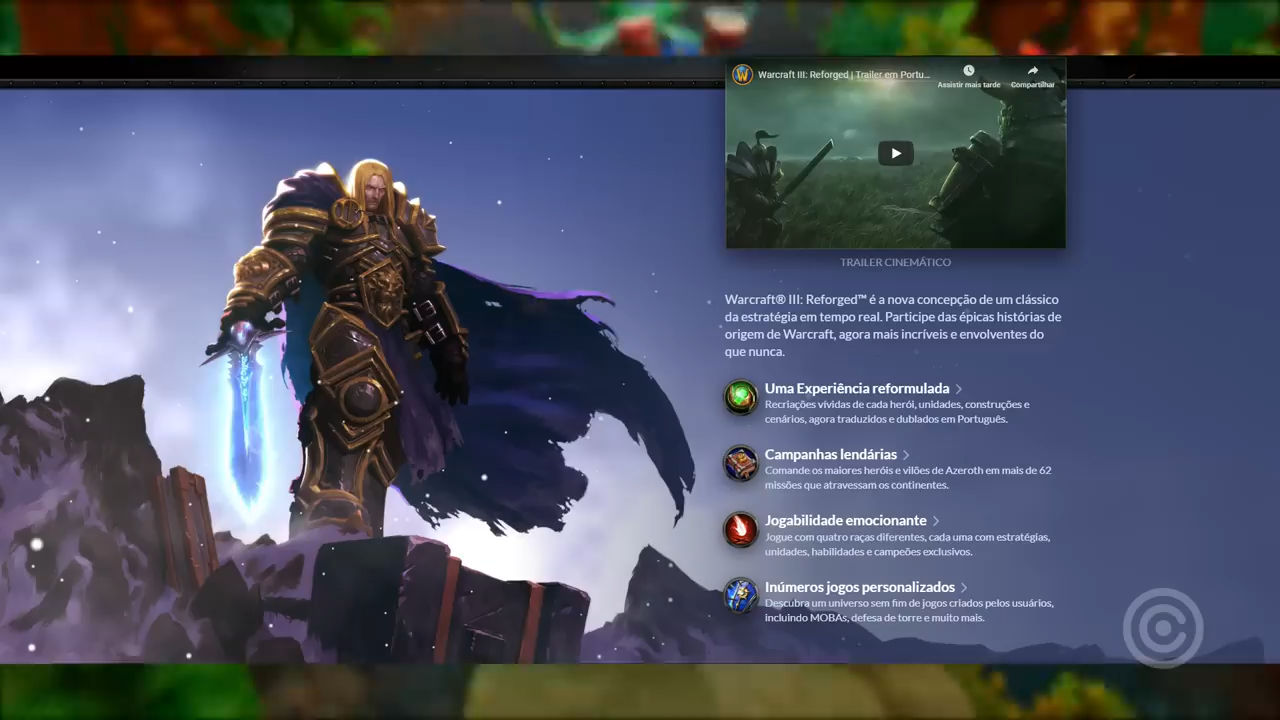 Warcraft III: Reforged | Trailer em Portu...
Assistir mais tarde
Compartilhar
TRAILER CINEMÁTICO
Warcraft® III: Reforged™ é a nova concepção de um clássico
da estratégia em tempo real. Participe das épicas histórias de
origem de Warcraft, agora mais incríveis e envolventes do
que nunca.
Uma Experiência reformulada
Recriações vívidas de cada herói, unidades, construções e
cenários, agora traduzidos e dublados em Português.
Campanhas lendárias
Comande os maiores heróis e vilões de Azeroth em mais de 62
missões que atravessam os continentes.
Jogabilidade emocionante
Jogue com quatro raças diferentes, cada uma com estratégias,
unidades, habilidades e campeões exclusivos.
Inúmeros jogos personalizados
Descubra um universo sem fim de jogos criados pelos usuários,
incluindo MOBAs, defesa de torre e muito mais.